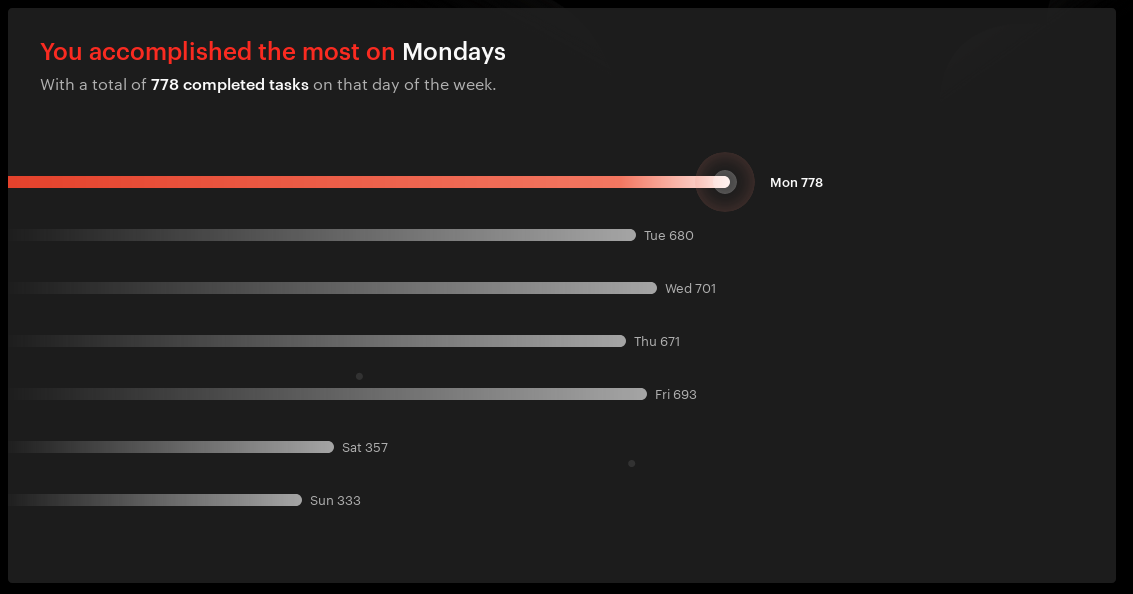 You accomplished the most on Mondays
With a total of 778 completed tasks on that day of the week.
Mon 778
Tue 680
Wed 701
Thu 671
Fri 693
Sat 357
Sun 333